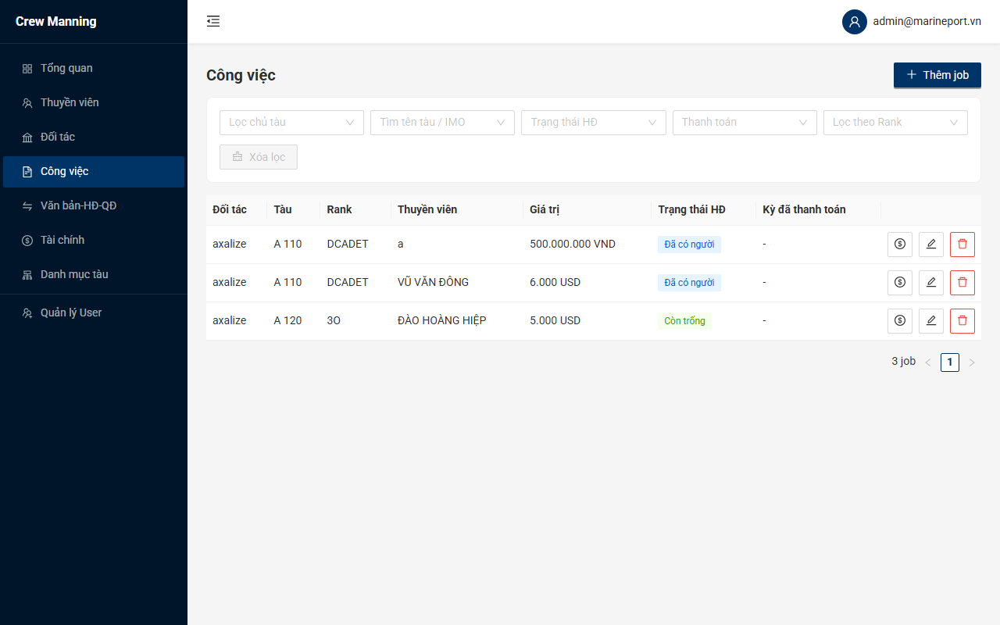 Crew Manning
admin@marineport.vn
Tổng quan
Thuyền viên
Đối tác
Công việc
Văn bản-HĐ-QĐ
Tài chính
Danh mục tàu
Quản lý User
Công việc
Thêm job
Lọc chủ tàu Tìm tên tàu / IMO Trạng thái HĐ Thanh toán Lọc theo Rank
Xóa lọc
Đối tác Tàu Rank Thuyền viên Giá trị Trạng thái HĐ Kỳ đã thanh toán
axalize A 110 DCADET a 500.000.000 VND Đã có người -
axalize A 110 DCADET VŨ VĂN ĐÔNG 6.000 USD Đã có người -
axalize A 120 3O ĐÀO HOÀNG HIỆP 5.000 USD Còn trống -
3 job 1